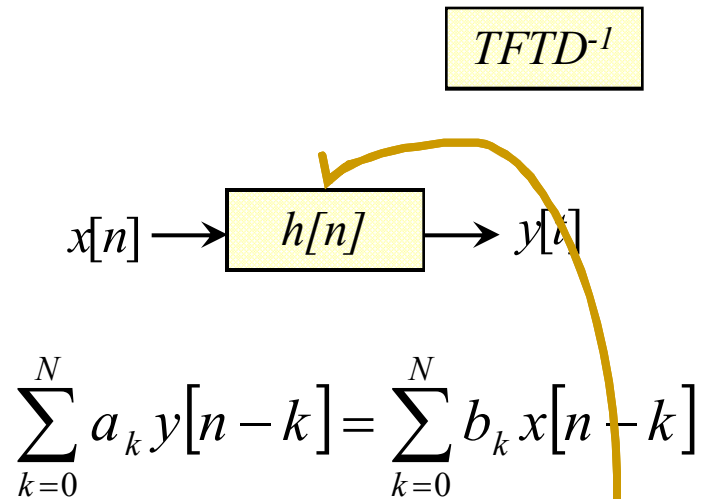 TFTD⁻¹
x[n] → h[n] → y[t]
∑_{k=0}^{N} a_k y[n − k] = ∑_{k=0}^{N} b_k x[n − k]